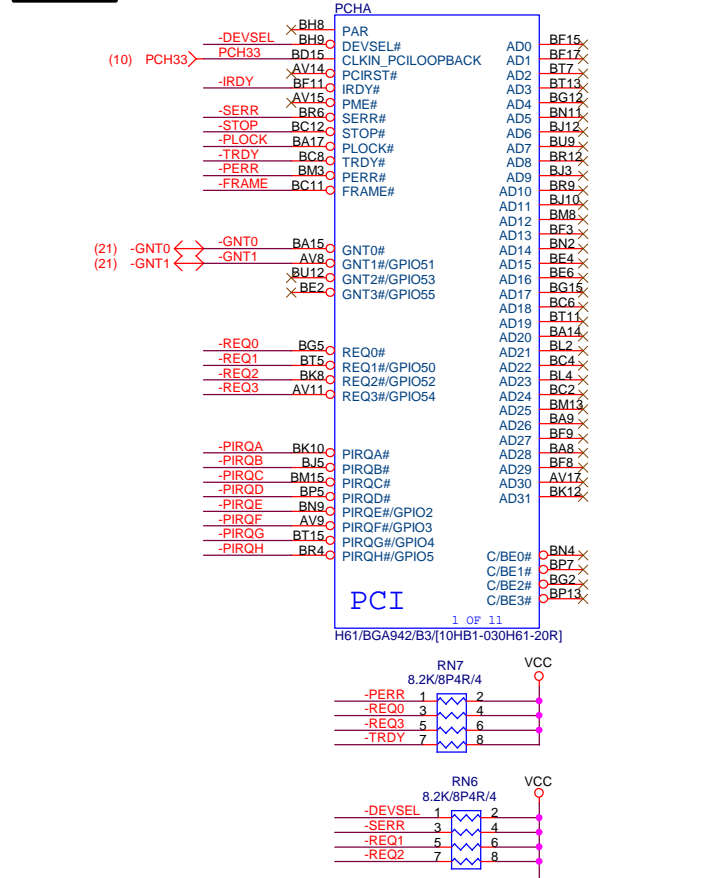 PCHA
BH8 PAR
-DEVSEL BH9 DEVSEL# AD0 BF15
(10) PCH33 PCH33 BD15 CLKIN_PCILOOPBACK AD1 BF17
AV14 PCIRST# AD2 BT7
-IRDY BF11 IRDY# AD3 BT13
AV15 PME# AD4 BG12
-SERR BR6 SERR# AD5 BN11
-STOP BC12 STOP# AD6 BJ12
-PLOCK BA17 PLOCK# AD7 BU9
-TRDY BC8 TRDY# AD8 BR12
-PERR BM3 PERR# AD9 BJ3
-FRAME BC11 FRAME# AD10 BR9
AD11 BJ10
AD12 BM8
AD13 BF3
(21) -GNT0 -GNT0 BA15 GNT0# AD14 BN2
(21) -GNT1 -GNT1 AV8 GNT1#/GPIO51 AD15 BE4
BU12 GNT2#/GPIO53 AD16 BE6
BE2 GNT3#/GPIO55 AD17 BG15
AD18 BC6
AD19 BT11
AD20 BA14
-REQ0 BG5 REQ0# AD21 BL2
-REQ1 BT5 REQ1#/GPIO50 AD22 BC4
-REQ2 BK8 REQ2#/GPIO52 AD23 BL4
-REQ3 AV11 REQ3#/GPIO54 AD24 BC2
AD25 BM13
AD26 BA9
AD27 BF9
-PIRQA BK10 PIRQA# AD28 BA8
-PIRQB BJ5 PIRQB# AD29 BF8
-PIRQC BM15 PIRQC# AD30 AV17
-PIRQD BP5 PIRQD# AD31 BK12
-PIRQE BN9 PIRQE#/GPIO2
-PIRQF AV9 PIRQF#/GPIO3
-PIRQG BT15 PIRQG#/GPIO4
-PIRQH BR4 PIRQH#/GPIO5 C/BE0# BN4
C/BE1# BP7
C/BE2# BG2
C/BE3# BP13
PCI
1 OF 11
H61/BGA942/B3/[10HB1-030H61-20R]
RN7 VCC
8.2K/8P4R/4
-PERR 1 2
-REQ0 3 4
-REQ3 5 6
-TRDY 7 8
RN6 VCC
8.2K/8P4R/4
-DEVSEL 1 2
-SERR 3 4
-REQ1 5 6
-REQ2 7 8